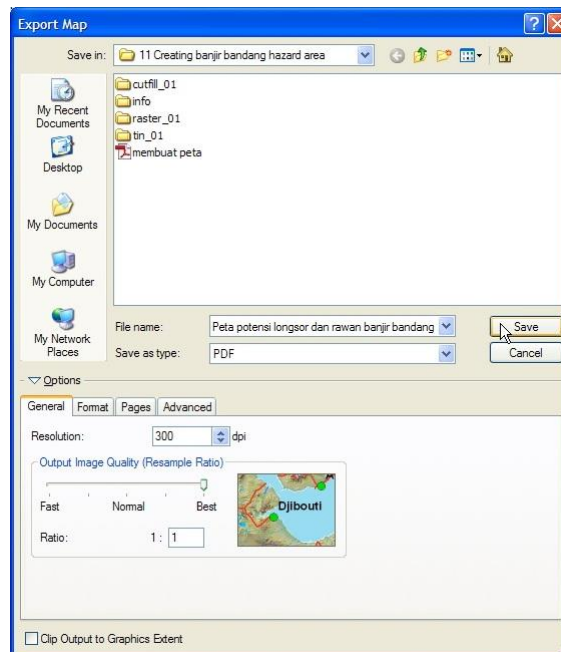 Export Map
Save in: 11 Creating banjir bandang hazard area
My Recent Documents
Desktop
My Documents
My Computer
My Network Places
cutfill_01
info
raster_01
tin_01
membuat peta
File name: Peta potensi longsor dan rawan banjir bandang Save
Save as type: PDF Cancel
Options
General Format Pages Advanced
Resolution: 300 dpi
Output Image Quality (Resample Ratio)
Fast Normal Best
Ratio: 1 : 1
Djibouti
Clip Output to Graphics Extent